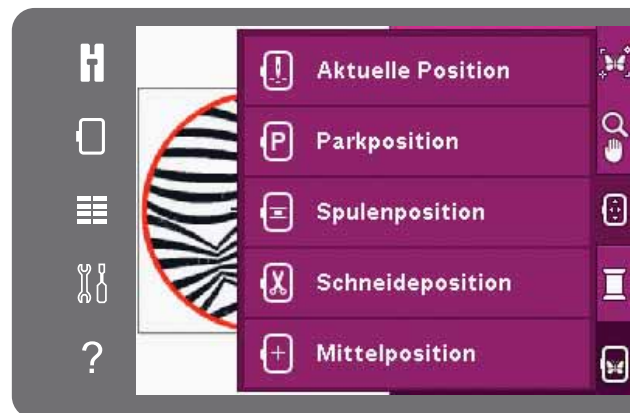 Aktuelle Position
P Parkposition
Spulenposition
Schneideposition
Mittelposition
?